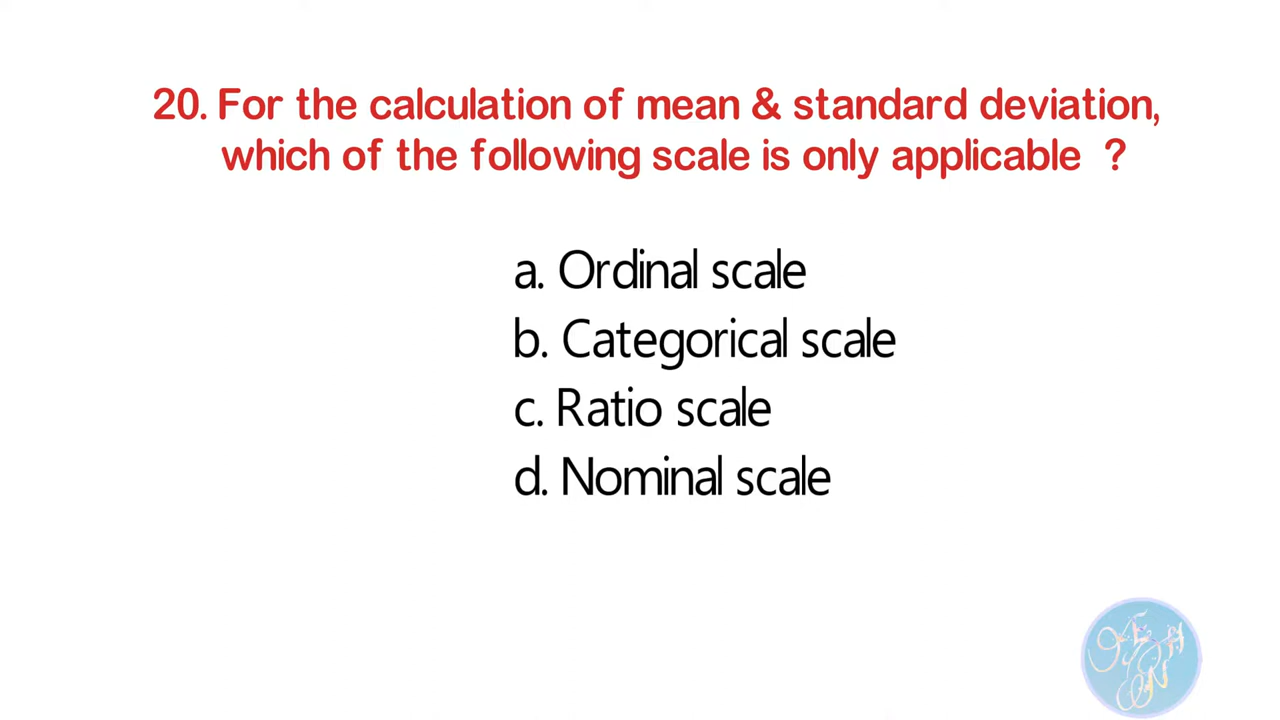 20. For the calculation of mean & standard deviation,
which of the following scale is only applicable ?
a. Ordinal scale
b. Categorical scale
c. Ratio scale
d. Nominal scale